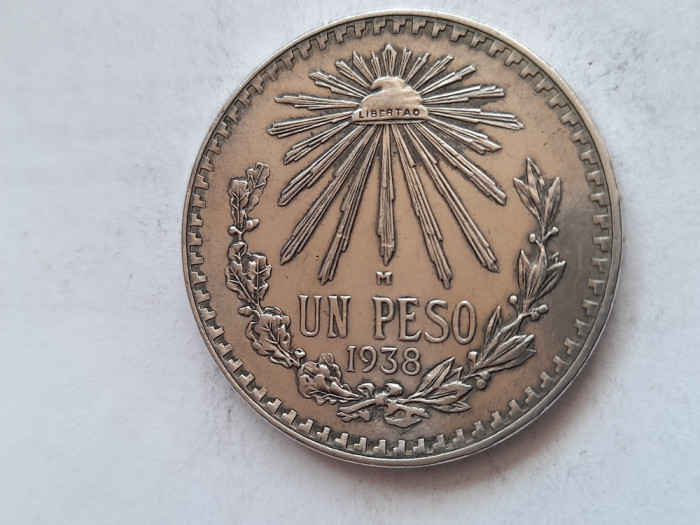 LIBERTAD
M
UN PESO
1938